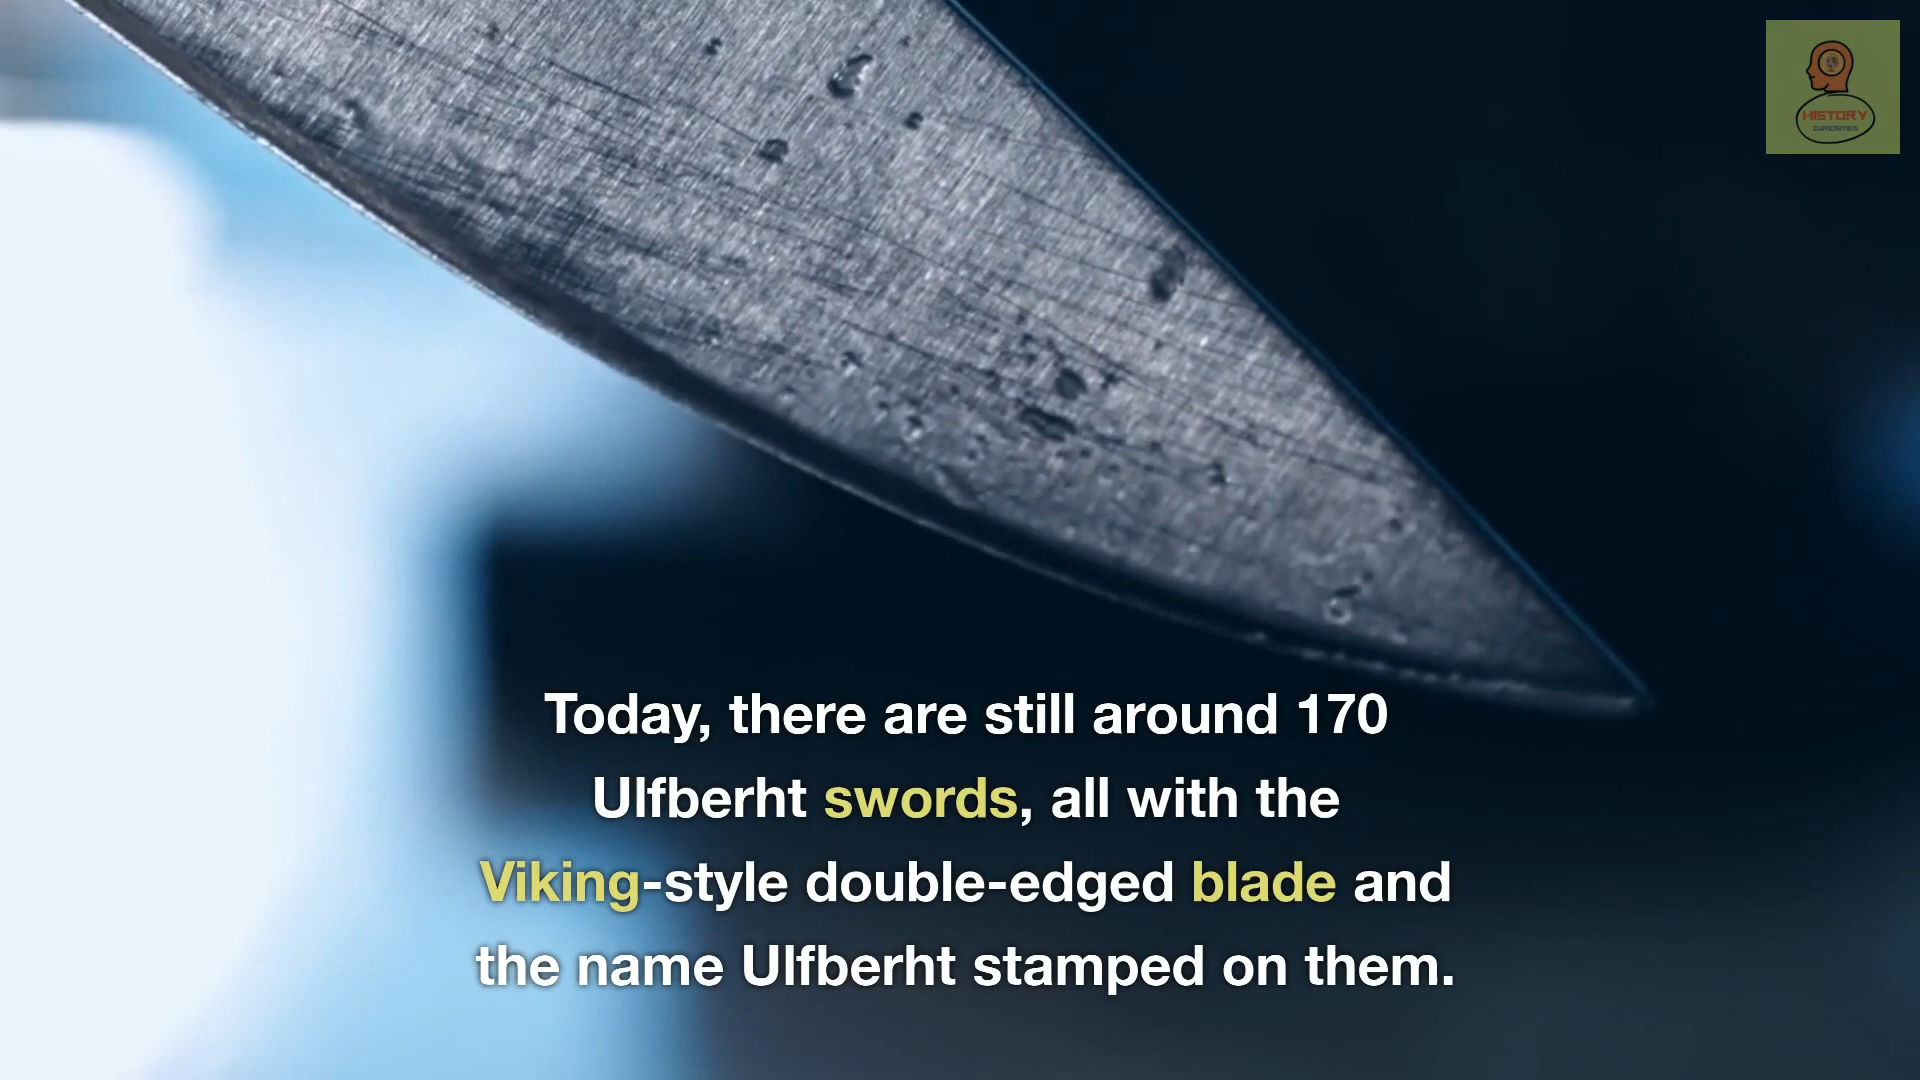 HISTORY
CURIOSITIES
Today, there are still around 170
Ulfberht swords, all with the
Viking-style double-edged blade and
the name Ulfberht stamped on them.